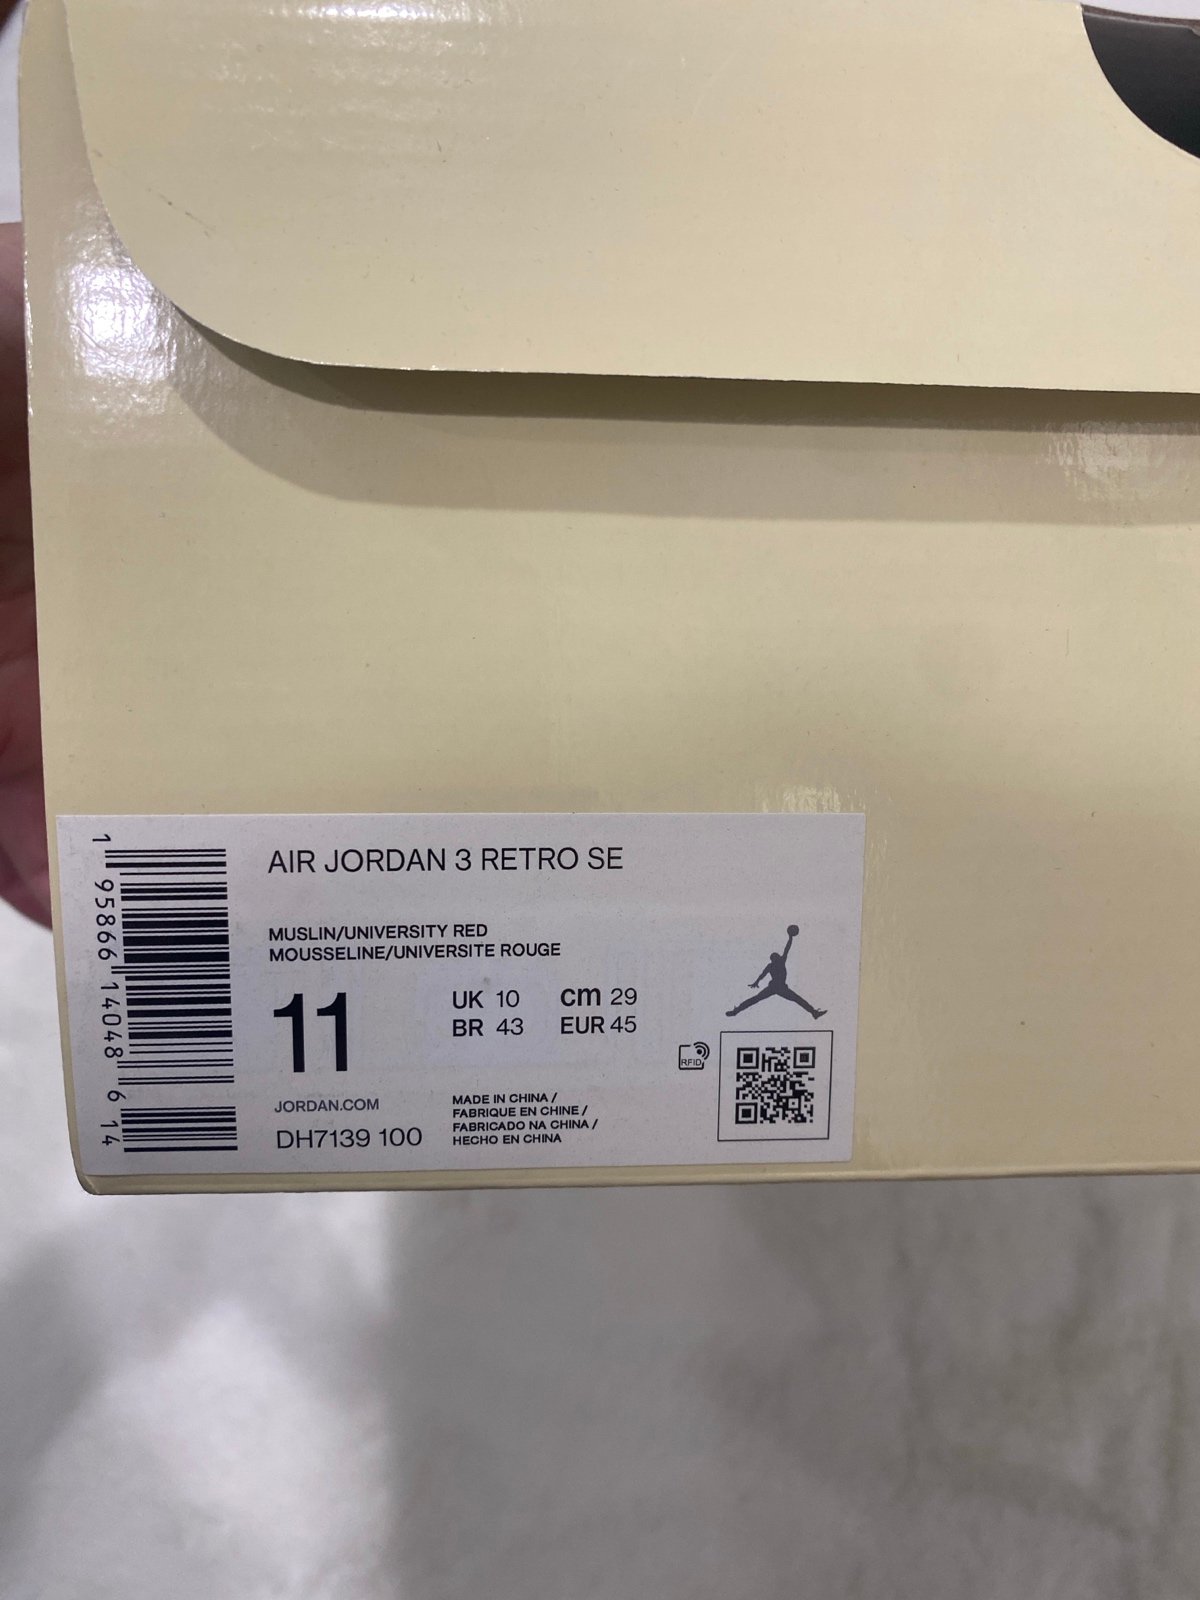 AIR JORDAN 3 RETRO SE
MUSLIN/UNIVERSITY RED
MOUSSELINE/UNIVERSITE ROUGE
11
UK 10 cm 29
BR 43 EUR 45
RFID
JORDAN.COM
DH7139 100
MADE IN CHINA /
FABRIQUE EN CHINE /
FABRICADO NA CHINA /
HECHO EN CHINA
1 95866 14048 6 14